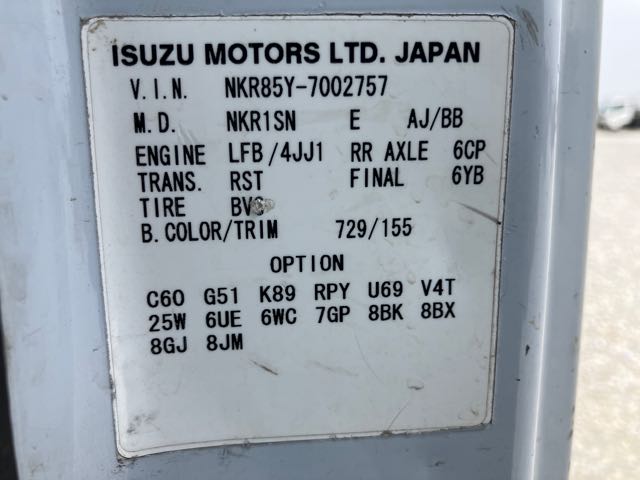 ISUZU MOTORS LTD. JAPAN
V.I.N. NKR85Y-7002757
M.D. NKR1SN E AJ/BB
ENGINE LFB/4JJ1 RR AXLE 6CP
TRANS. RST FINAL 6YB
TIRE
B.COLOR/TRIM 729/155
OPTION
C60 G51 K89 RPY U69 V4T
25W 6UE 6WC 7GP 8BK 8BX
8GJ 8JM